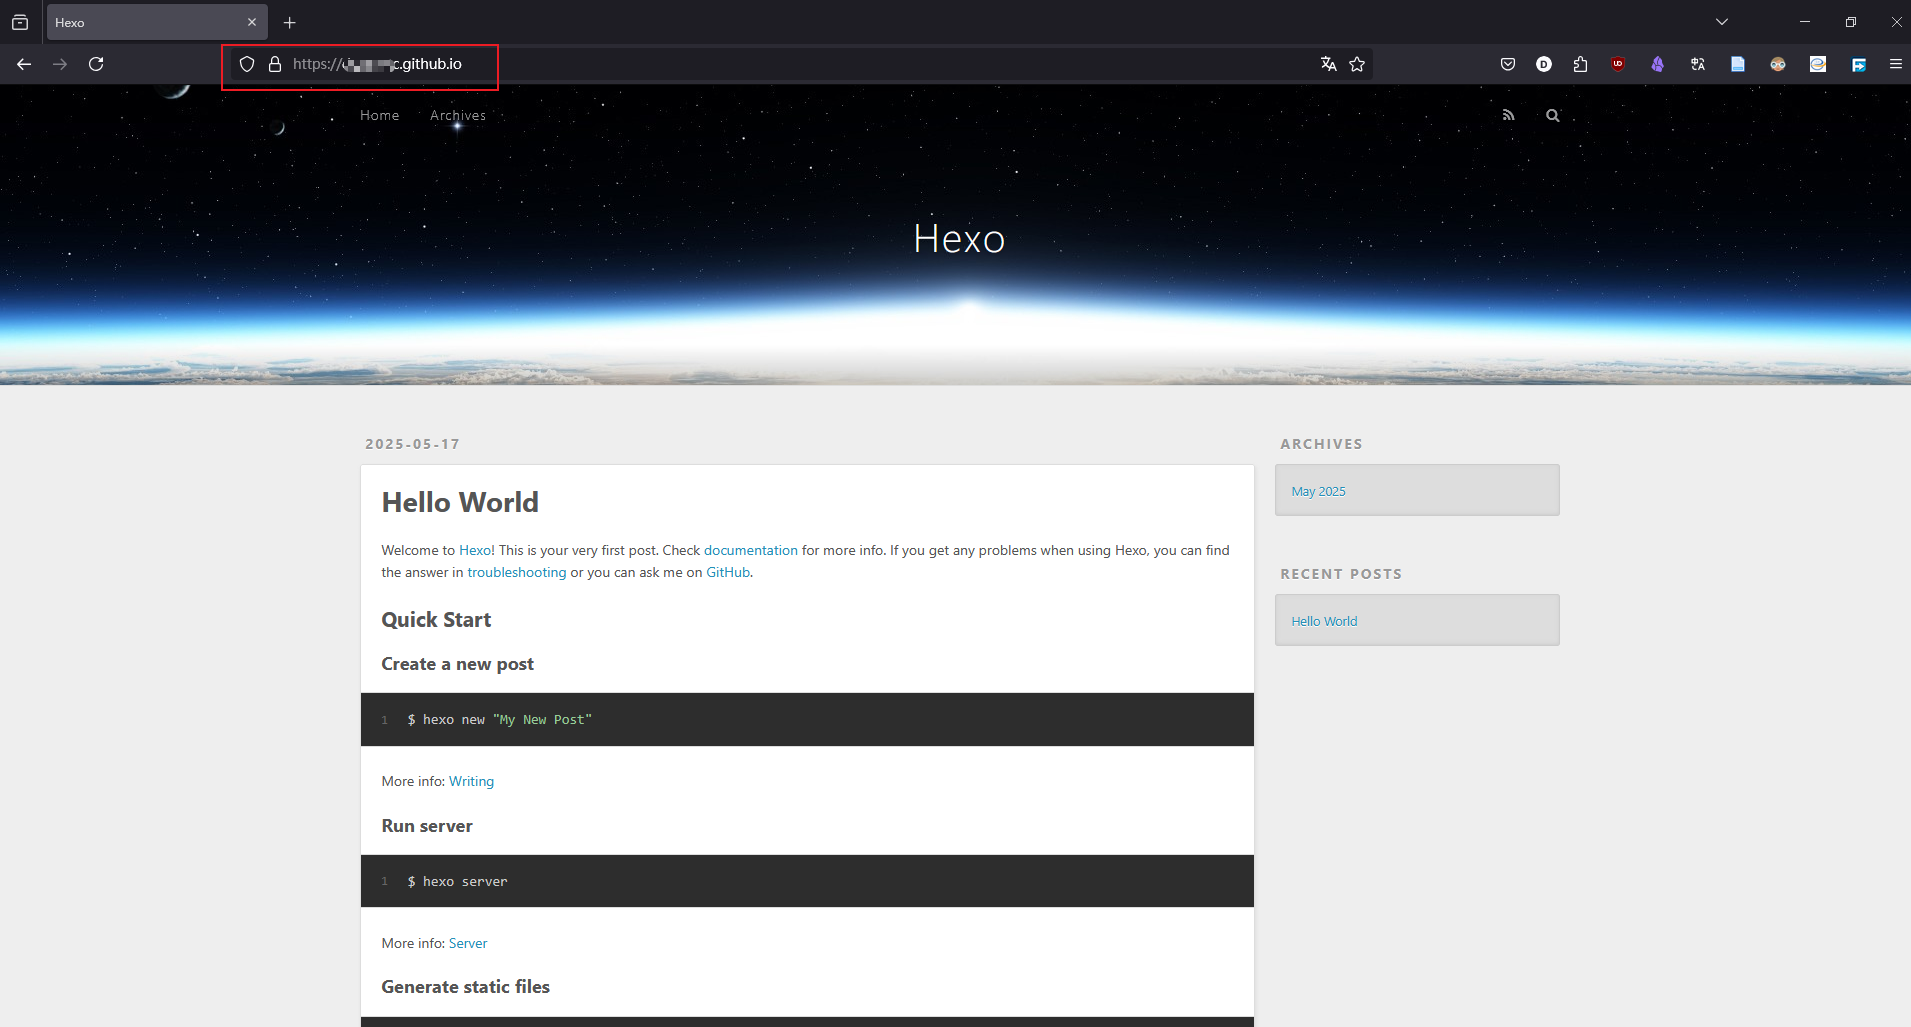 Hexo
https://c.github.io
Home Archives
Hexo
2025-05-17
Hello World
Welcome to Hexo! This is your very first post. Check documentation for more info. If you get any problems when using Hexo, you can find
the answer in troubleshooting or you can ask me on GitHub.
Quick Start
Create a new post
1 $ hexo new "My New Post"
More info: Writing
Run server
1 $ hexo server
More info: Server
Generate static files
ARCHIVES
May 2025
RECENT POSTS
Hello World